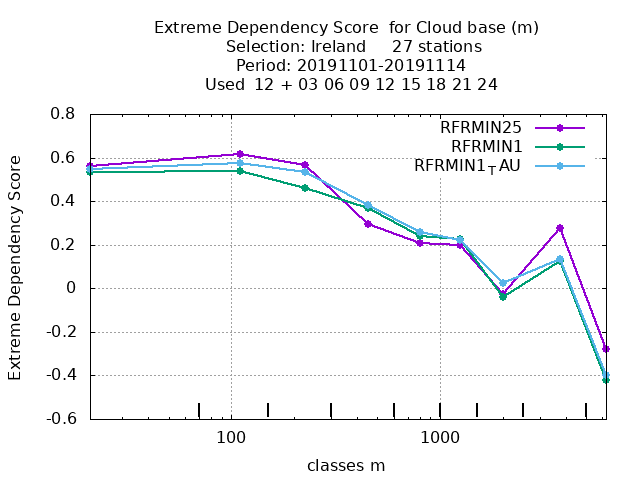 Extreme Dependency Score  for Cloud base (m)
Selection: Ireland     27 stations
Period: 20191101-20191114
Used  12 + 03 06 09 12 15 18 21 24
RFRMIN25
RFRMIN1
RFRMIN1TAU
Extreme Dependency Score
0.8
0.6
0.4
0.2
0
-0.2
-0.4
-0.6
100
1000
classes m